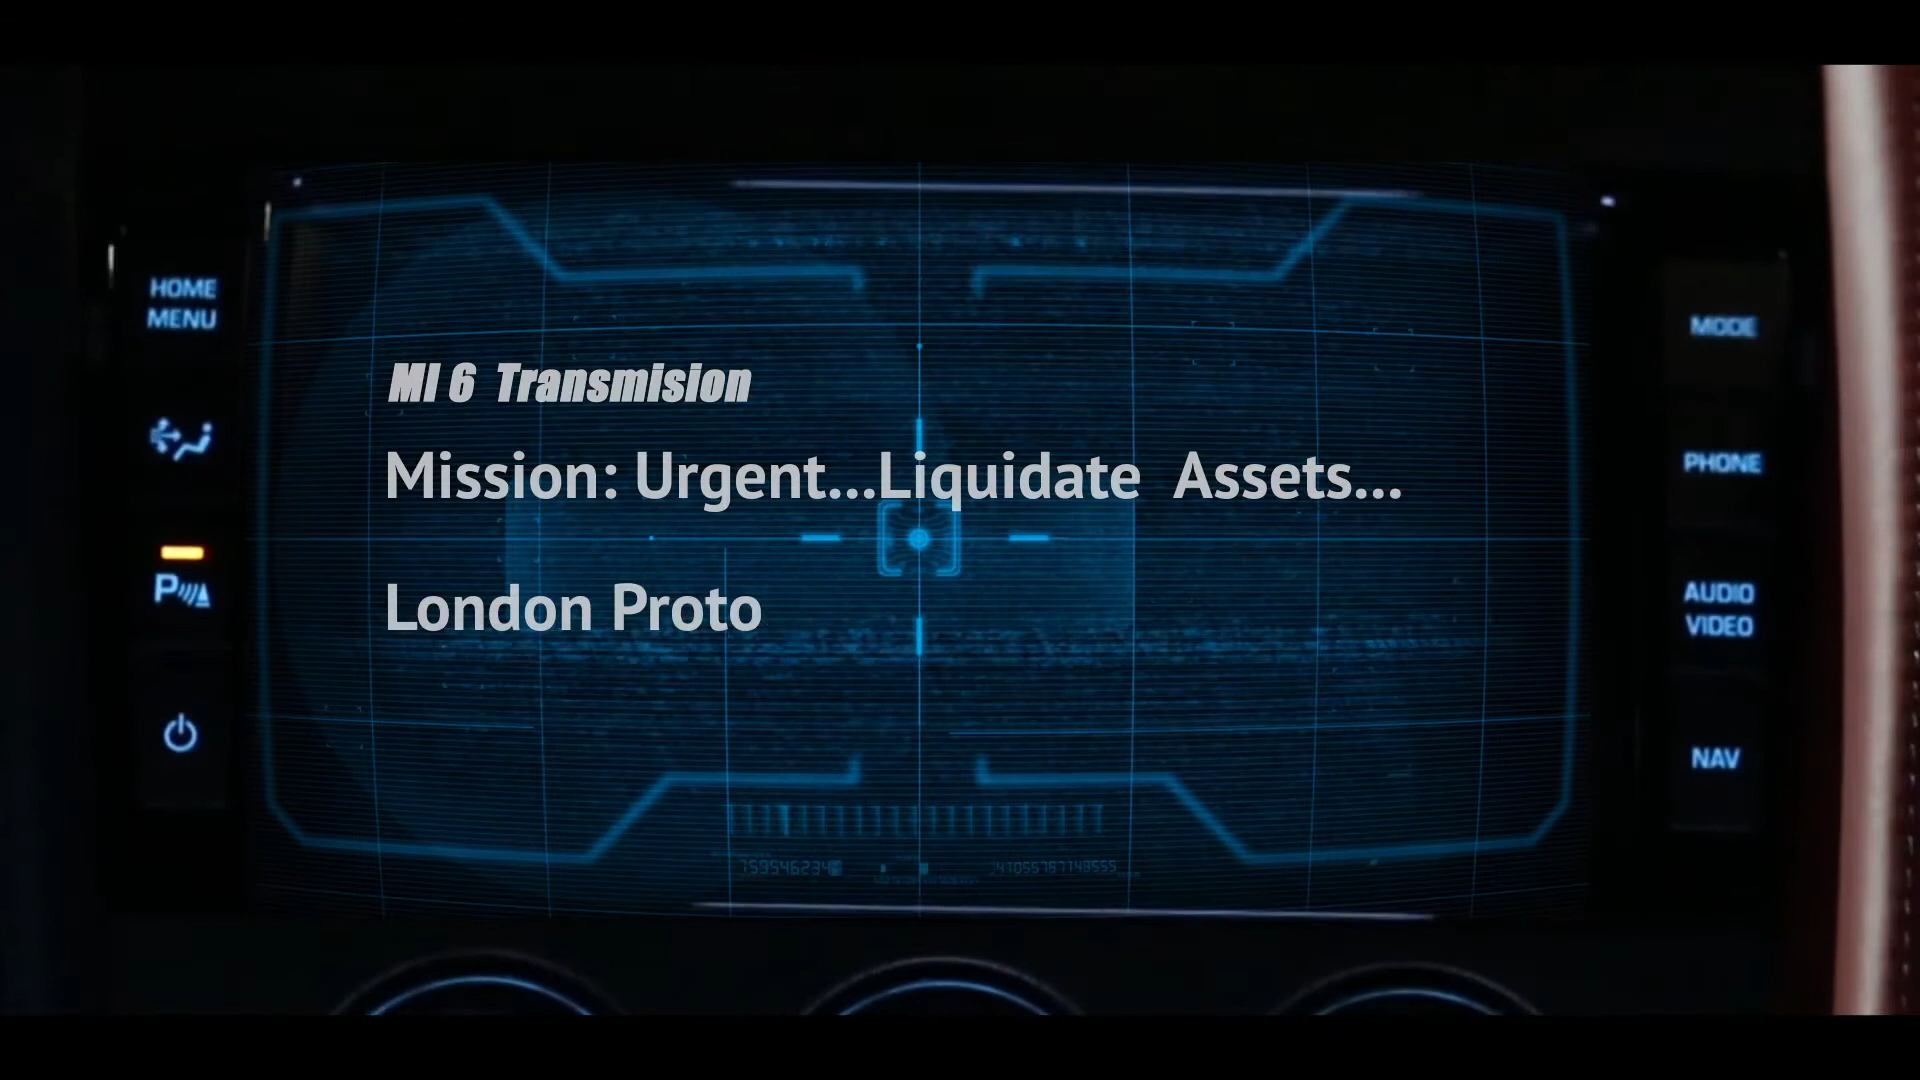 HOME
MENU
P
MODE
PHONE
AUDIO
VIDEO
NAV
MI 6 Transmision
Mission: Urgent...Liquidate Assets...
London Proto